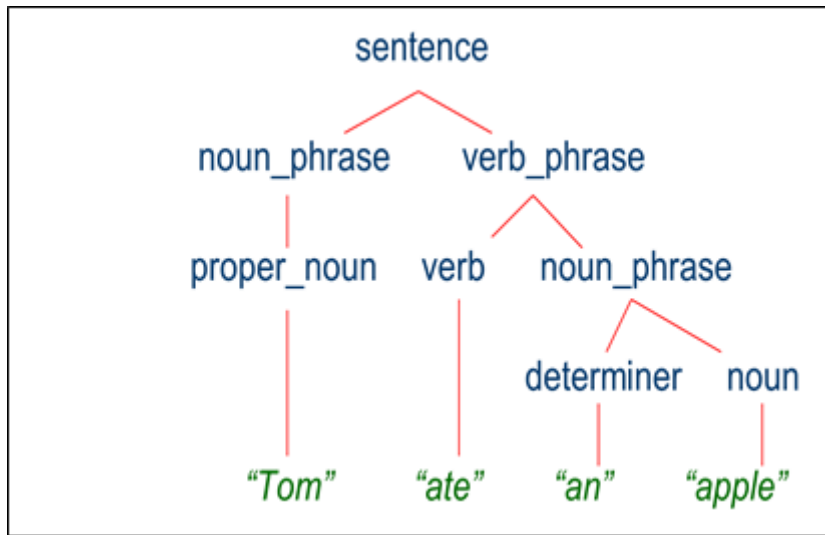 sentence
noun_phrase verb_phrase
proper_noun verb noun_phrase
determiner noun
“Tom” “ate” “an” “apple”